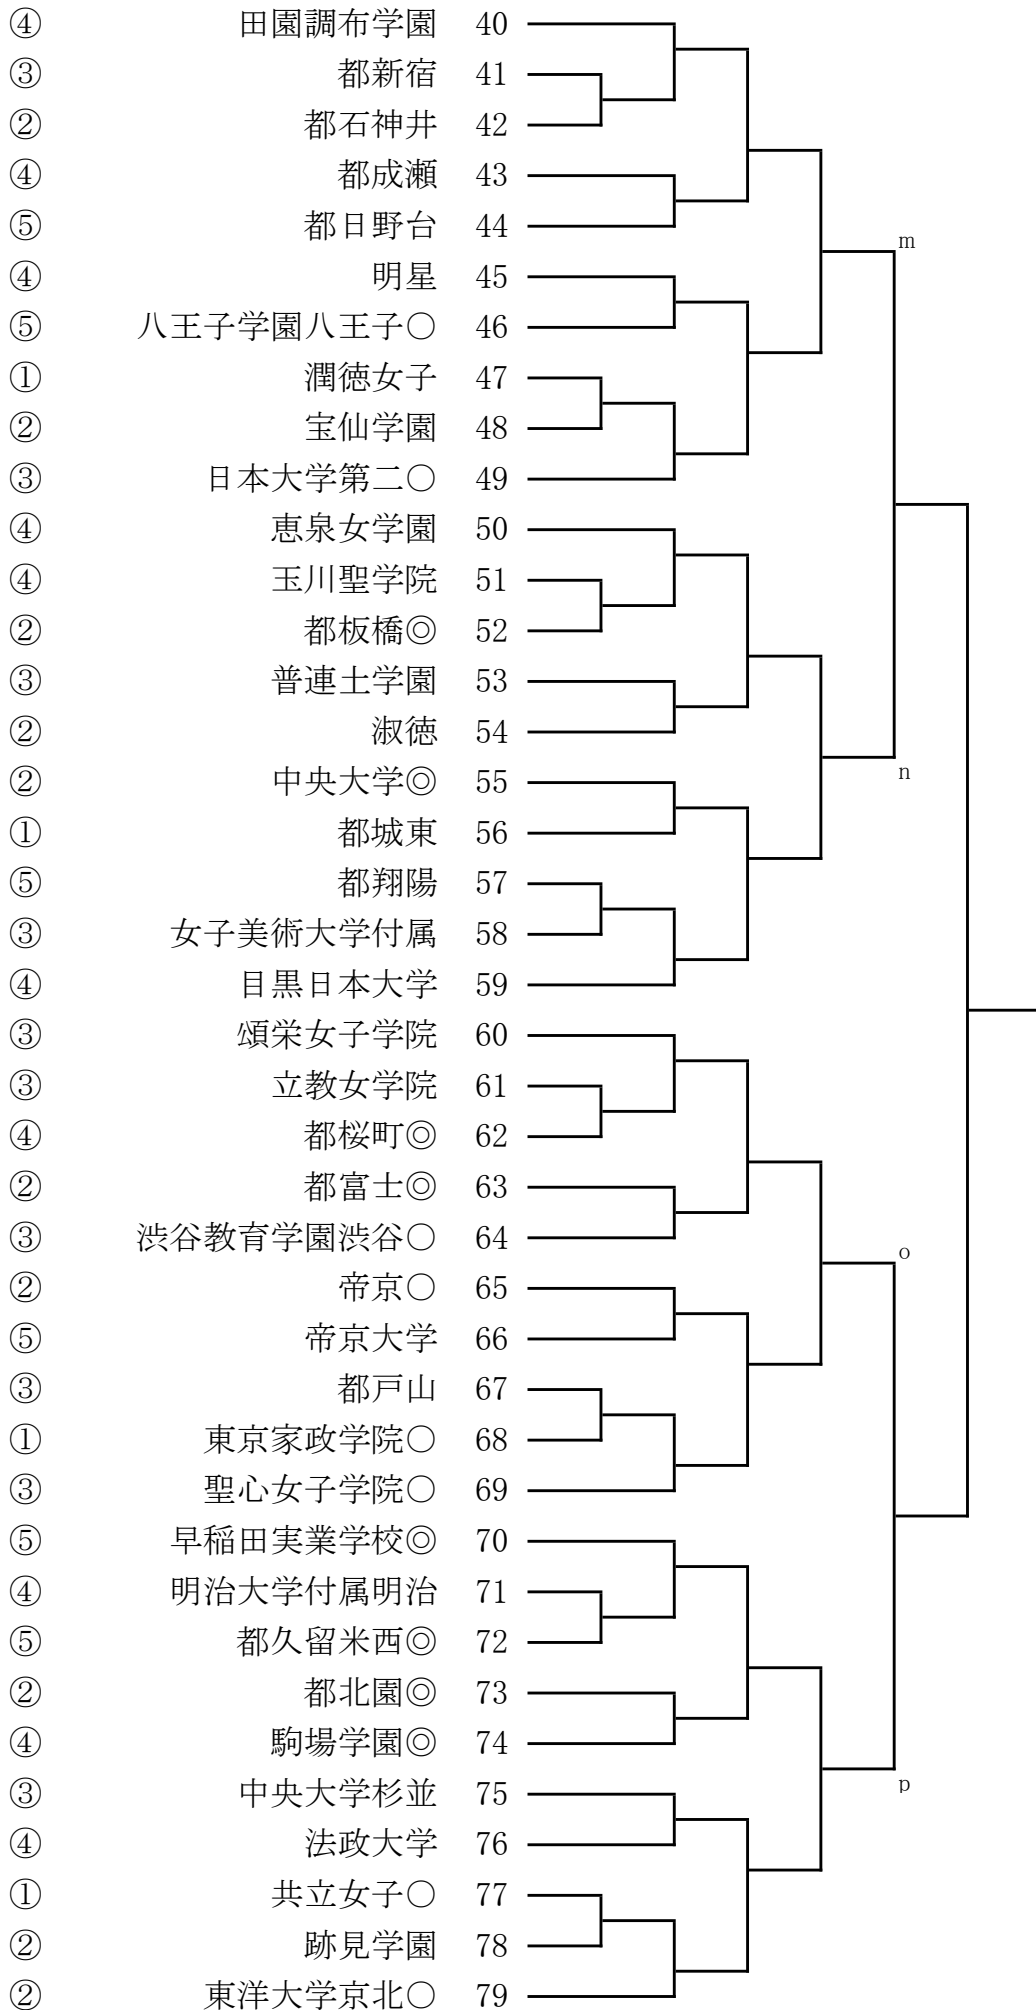 ④ 田園調布学園 40
③ 都新宿 41
② 都石神井 42
④ 都成瀬 43
⑤ 都日野台 44
m
④ 明星 45
⑤ 八王子学園八王子〇 46
① 潤徳女子 47
② 宝仙学園 48
③ 日本大学第二〇 49
④ 恵泉女学園 50
④ 玉川聖学院 51
② 都板橋◎ 52
③ 普連土学園 53
② 淑徳 54
n
② 中央大学◎ 55
① 都城東 56
⑤ 都翔陽 57
③ 女子美術大学付属 58
④ 目黒日本大学 59
③ 頌栄女子学院 60
③ 立教女学院 61
④ 都桜町◎ 62
② 都富士◎ 63
③ 渋谷教育学園渋谷〇 64
o
② 帝京〇 65
⑤ 帝京大学 66
③ 都戸山 67
① 東京家政学院〇 68
③ 聖心女子学院〇 69
⑤ 早稲田実業学校◎ 70
④ 明治大学付属明治 71
⑤ 都久留米西◎ 72
② 都北園◎ 73
④ 駒場学園◎ 74
p
③ 中央大学杉並 75
④ 法政大学 76
① 共立女子〇 77
② 跡見学園 78
② 東洋大学京北〇 79